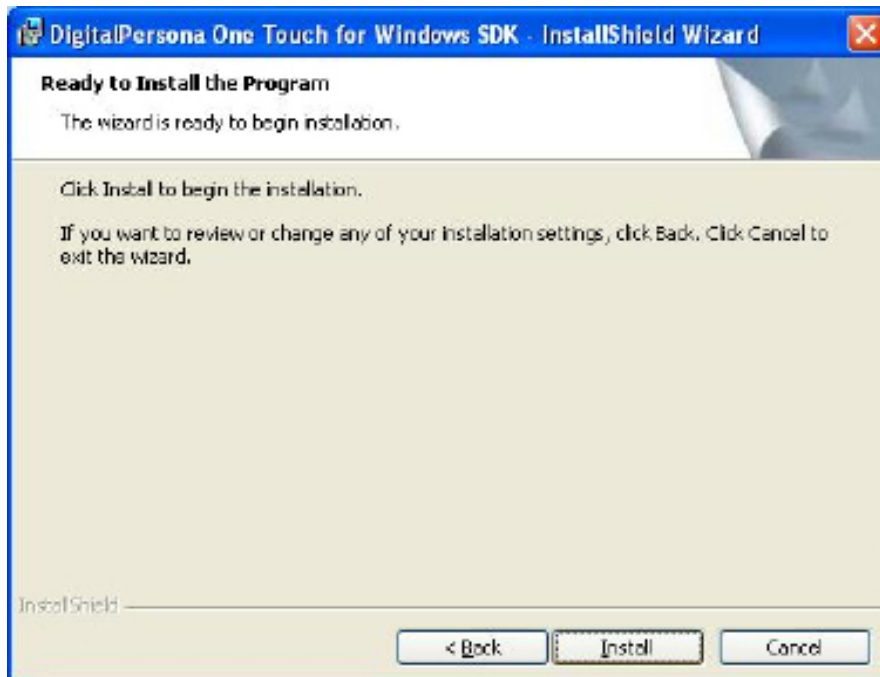 DigitalPersona One Touch for Windows SDK - InstallShield Wizard
Ready to Install the Program
The wizard is ready to begin installation.
Click Install to begin the installation.
If you want to review or change any of your installation settings, click Back. Click Cancel to
exit the wizard.
InstallShield
< Back
Install
Cancel